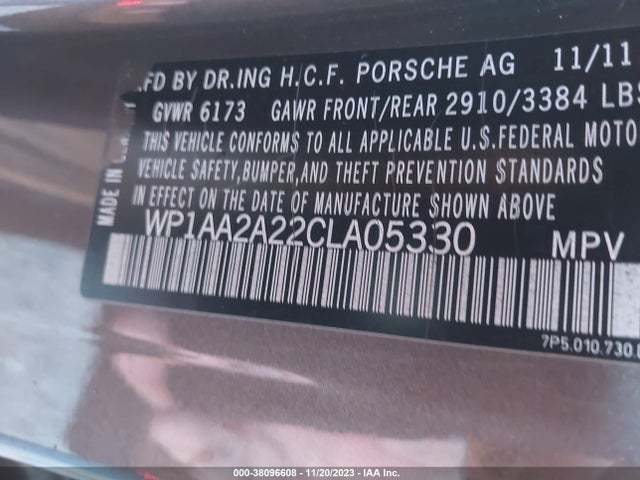 MFD BY DR.ING H.C.F. PORSCHE AG 11/11
GVWR 6173 GAWR FRONT/REAR 2910/3384 LBS
THIS VEHICLE CONFORMS TO ALL APPLICABLE U.S.FEDERAL MOTO
VEHICLE SAFETY,BUMPER,AND THEFT PREVENTION STANDARDS
IN EFFECT ON THE DATE OF MANUFACTURE SHOWN ABOVE
WP1AA2A22CLA05330 MPV
MADE IN
7P5.010.730.
000-38096608 - 11/20/2023 - IAA Inc.